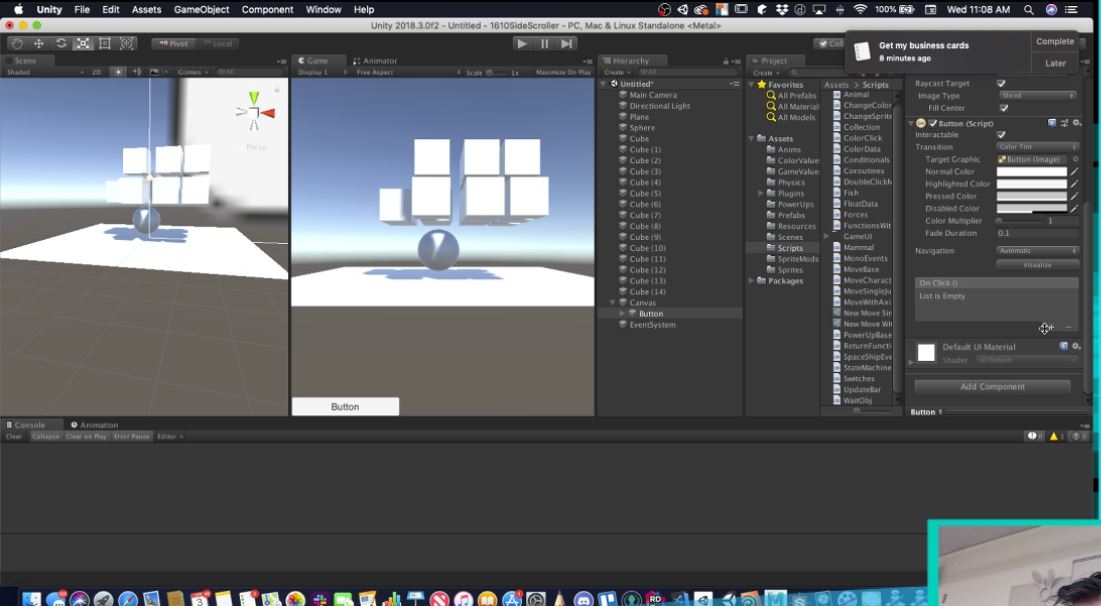 Unity File Edit Assets GameObject Component Window Help 100% Wed 11:08 AM
Unity 2018.3.0f2 - Untitled - 1610SideScroller - PC, Mac & Linux Standalone <Metal>
Pivot Local
Get my business cards
8 minutes ago
Complete
Later
Scene
Shaded 2D Gizmos
Persp
Game Animator
Display 1 Free Aspect Scale 1x Maximize On Play
Button
Hierarchy
Create
Untitled*
Main Camera
Directional Light
Plane
Sphere
Cube
Cube (1)
Cube (2)
Cube (3)
Cube (4)
Cube (5)
Cube (6)
Cube (7)
Cube (8)
Cube (9)
Cube (10)
Cube (11)
Cube (12)
Cube (13)
Cube (14)
Canvas
Button
EventSystem
Project
Create
Favorites
All Prefabs
All Material
All Models
Assets
Anims
ColorValue
GameValue
Physics
Plugins
PowerUps
Prefabs
Resources
Scenes
Scripts
SpriteMods
Sprites
Packages
Assets Scripts
Animal
ChangeColor
ChangeSprite
Collection
ColorClick
ColorData
Conditionals
Coroutines
DoubleClick
Fish
FloatData
Forces
FunctionsWit
GameUI
Mammal
MonoEvents
MoveBase
MoveCharact
MoveSingleJu
MoveWithAxi
New Move Sin
New Move Wit
PowerUpBase
ReturnFuncti
SpaceShipEve
StateMachine
Switches
UpdateBar
WaitObj
Raycast Target
Image Type Sliced
Fill Center
Button (Script)
Interactable
Transition Color Tint
Target Graphic Button (Image)
Normal Color
Highlighted Color
Pressed Color
Disabled Color
Color Multiplier 1
Fade Duration 0.1
Navigation Automatic
Visualize
On Click ()
List is Empty
Default UI Material
Shader UI/Default
Add Component
Button
Console Animation
Clear Collapse Clear on Play Error Pause Editor